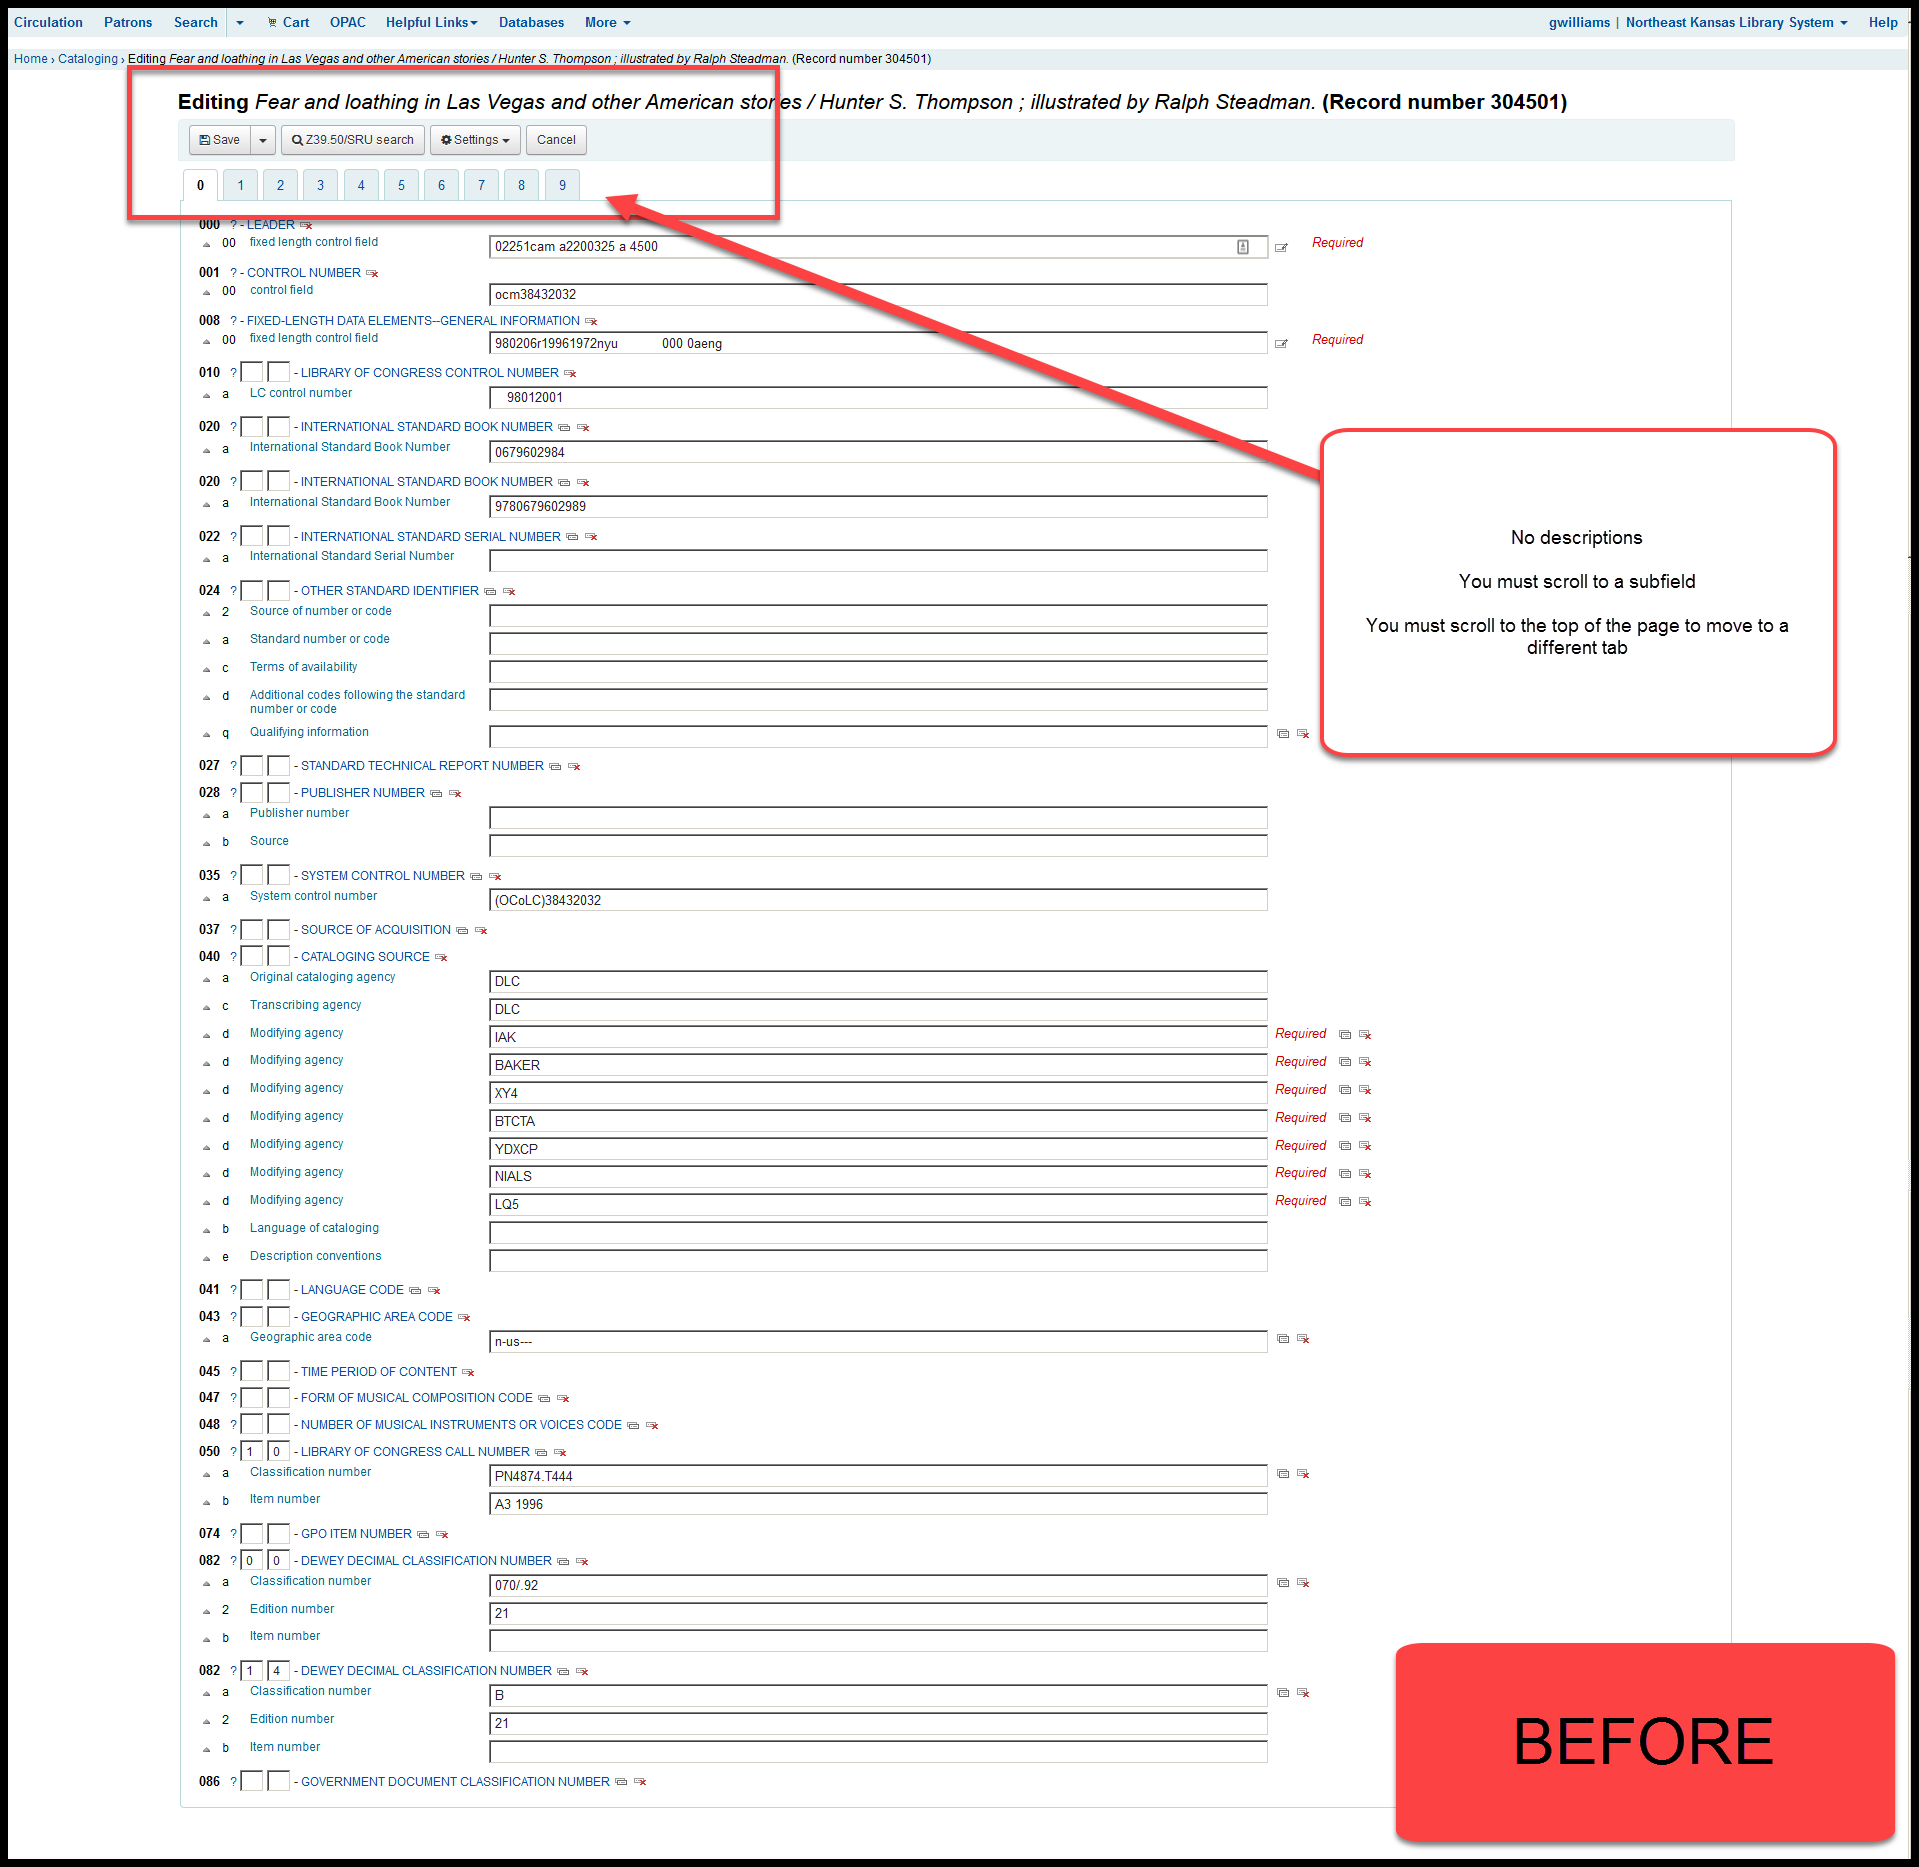 Circulation Patrons Search Cart OPAC Helpful Links Databases More gwilliams | Northeast Kansas Library System Help
Home › Cataloging › Editing Fear and loathing in Las Vegas and other American stories / Hunter S. Thompson ; illustrated by Ralph Steadman. (Record number 304501)
Editing Fear and loathing in Las Vegas and other American stories / Hunter S. Thompson ; illustrated by Ralph Steadman. (Record number 304501)
Save Z39.50/SRU search Settings Cancel
0 1 2 3 4 5 6 7 8 9
000 ? - LEADER
00 fixed length control field 02251cam a2200325 a 4500 Required
001 ? - CONTROL NUMBER
00 control field ocm38432032
008 ? - FIXED-LENGTH DATA ELEMENTS--GENERAL INFORMATION
00 fixed length control field 980206r19961972nyu 000 0aeng Required
010 ? - LIBRARY OF CONGRESS CONTROL NUMBER
a LC control number 98012001
020 ? - INTERNATIONAL STANDARD BOOK NUMBER
a International Standard Book Number 0679602984
020 ? - INTERNATIONAL STANDARD BOOK NUMBER
a International Standard Book Number 9780679602989
022 ? - INTERNATIONAL STANDARD SERIAL NUMBER
a International Standard Serial Number
No descriptions
You must scroll to a subfield
You must scroll to the top of the page to move to a
different tab
024 ? - OTHER STANDARD IDENTIFIER
2 Source of number or code
a Standard number or code
c Terms of availability
d Additional codes following the standard
number or code
q Qualifying information
027 ? - STANDARD TECHNICAL REPORT NUMBER
028 ? - PUBLISHER NUMBER
a Publisher number
b Source
035 ? - SYSTEM CONTROL NUMBER
a System control number (OCoLC)38432032
037 ? - SOURCE OF ACQUISITION
040 ? - CATALOGING SOURCE
a Original cataloging agency DLC
c Transcribing agency DLC
d Modifying agency IAK Required
d Modifying agency BAKER Required
d Modifying agency XY4 Required
d Modifying agency BTCTA Required
d Modifying agency YDXCP Required
d Modifying agency NIALS Required
d Modifying agency LQ5 Required
b Language of cataloging
e Description conventions
041 ? - LANGUAGE CODE
043 ? - GEOGRAPHIC AREA CODE
a Geographic area code n-us---
045 ? - TIME PERIOD OF CONTENT
047 ? - FORM OF MUSICAL COMPOSITION CODE
048 ? - NUMBER OF MUSICAL INSTRUMENTS OR VOICES CODE
050 ? 1 0 - LIBRARY OF CONGRESS CALL NUMBER
a Classification number PN4874.T444
b Item number A3 1996
074 ? - GPO ITEM NUMBER
082 ? 0 0 - DEWEY DECIMAL CLASSIFICATION NUMBER
a Classification number 070/.92
2 Edition number 21
b Item number
082 ? 1 4 - DEWEY DECIMAL CLASSIFICATION NUMBER
a Classification number B
2 Edition number 21
b Item number
086 ? - GOVERNMENT DOCUMENT CLASSIFICATION NUMBER
BEFORE